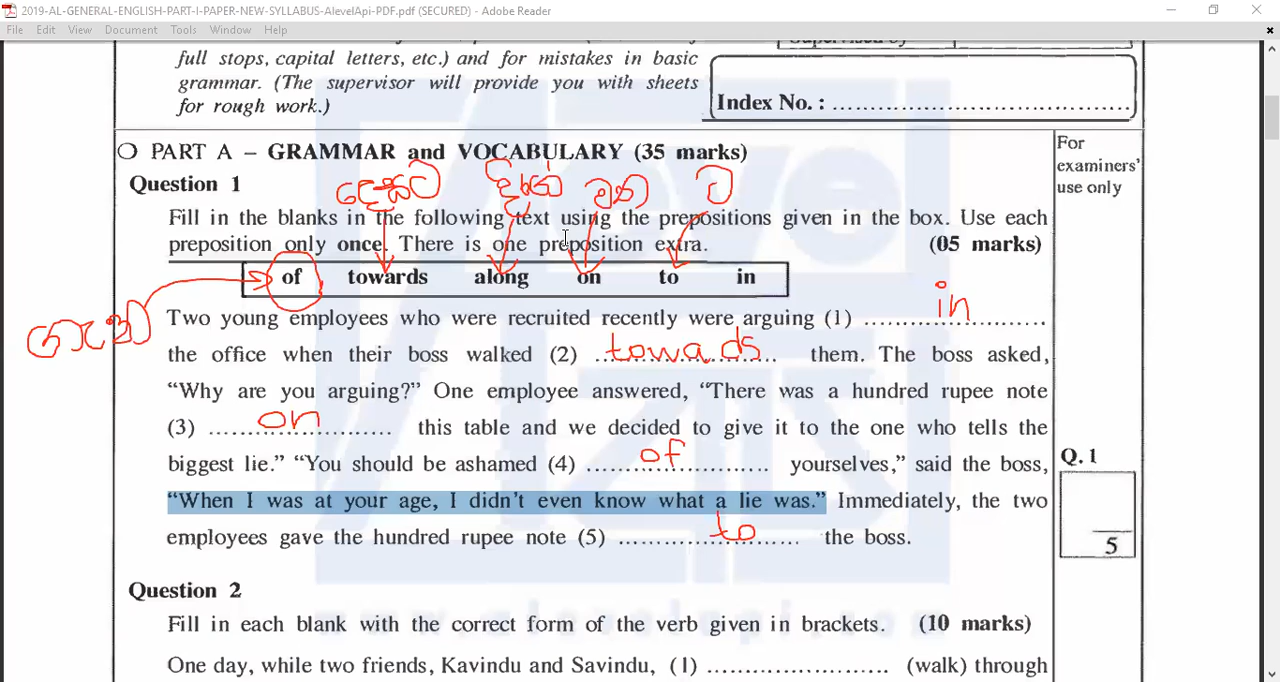 2019-AL-GENERAL-ENGLISH-PART-I-PAPER-NEW-SYLLABUS-AlevelApi-PDF.pdf (SECURED) - Adobe Reader
File Edit View Document Tools Window Help
full stops, capital letters, etc.) and for mistakes in basic
grammar. (The supervisor will provide you with sheets
for rough work.)
Index No. : ........................................
For
examiners'
use only
PART A – GRAMMAR and VOCABULARY (35 marks)
Question 1
Fill in the blanks in the following text using the prepositions given in the box. Use each
preposition only once. There is one preposition extra. (05 marks)
of towards along on to in
Two young employees who were recruited recently were arguing (1) in
the office when their boss walked (2) towads them. The boss asked,
“Why are you arguing?” One employee answered, “There was a hundred rupee note
(3) on this table and we decided to give it to the one who tells the
biggest lie.” “You should be ashamed (4) of yourselves,” said the boss,
“When I was at your age, I didn't even know what a lie was.” Immediately, the two
employees gave the hundred rupee note (5) to the boss.
Q. 1
5
Question 2
Fill in each blank with the correct form of the verb given in brackets. (10 marks)
One day, while two friends, Kavindu and Savindu, (1) .............................. (walk) through
www.alevelapi.com